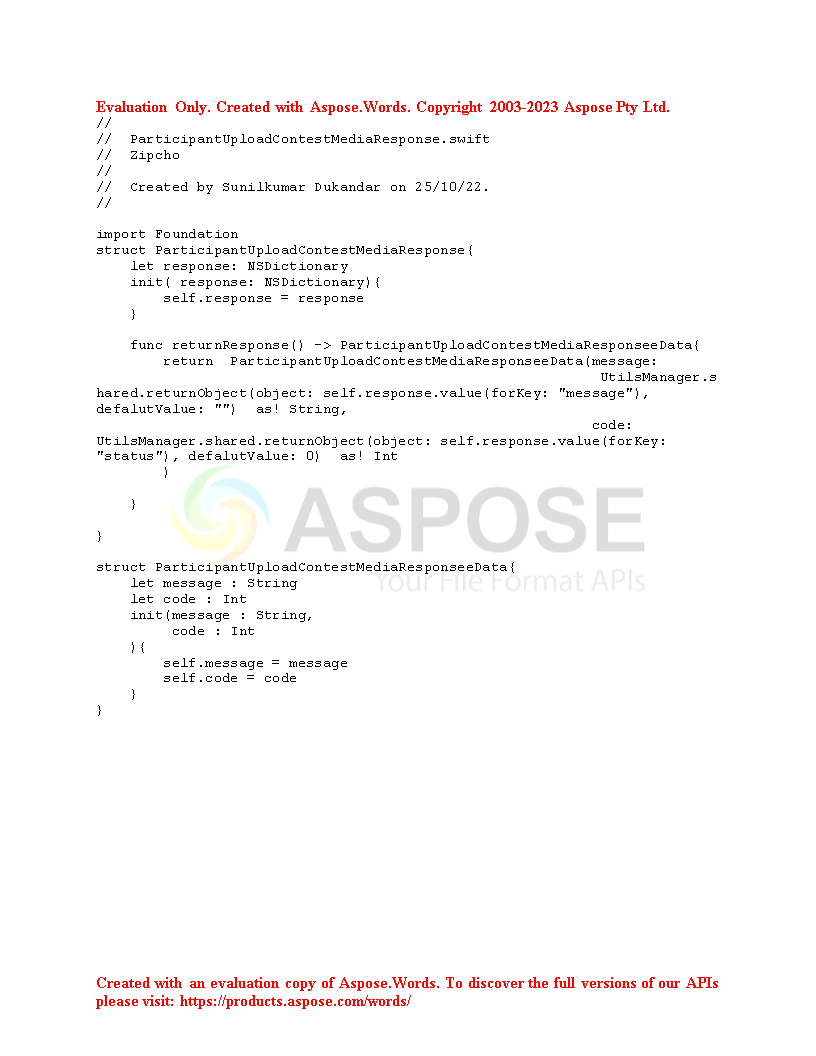 Evaluation Only. Created with Aspose.Words. Copyright 2003-2023 Aspose Pty Ltd.
//
//  ParticipantUploadContestMediaResponse.swift
//  Zipcho
//
//  Created by Sunilkumar Dukandar on 25/10/22.
//

import Foundation
struct ParticipantUploadContestMediaResponse{
    let response: NSDictionary
    init( response: NSDictionary){
        self.response = response
    }

    func returnResponse() -> ParticipantUploadContestMediaResponseeData{
        return  ParticipantUploadContestMediaResponseeData(message:
                                                            UtilsManager.s
hared.returnObject(object: self.response.value(forKey: "message"),
defalutValue: "")  as! String,
                                                           code:
UtilsManager.shared.returnObject(object: self.response.value(forKey:
"status"), defalutValue: 0)  as! Int
        )

    }

}

struct ParticipantUploadContestMediaResponseeData{
    let message : String
    let code : Int
    init(message : String,
         code : Int
    ){
        self.message = message
        self.code = code
    }
}
ASPOSE
Your File Format APIs
Created with an evaluation copy of Aspose.Words. To discover the full versions of our APIs
please visit: https://products.aspose.com/words/